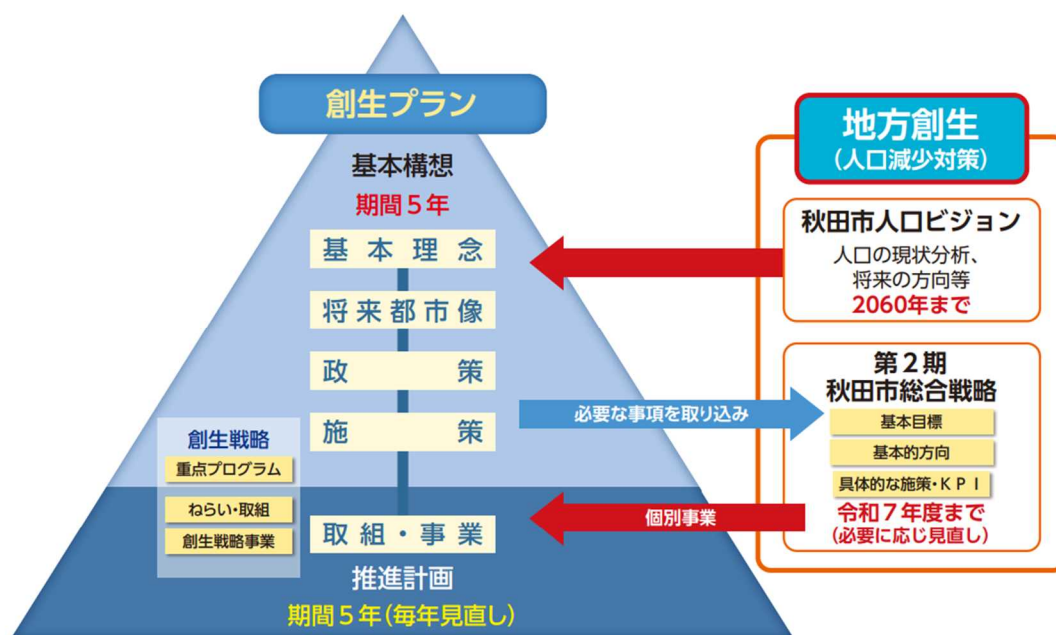 創生プラン
基本構想
期間５年
基本理念
将来都市像
政策
施策
創生戦略
重点プログラム
ねらい・取組
創生戦略事業
取組・事業
推進計画
期間５年(毎年見直し)
必要な事項を取り込み
個別事業
地方創生
(人口減少対策)
秋田市人口ビジョン
人口の現状分析、
将来の方向等
2060年まで
第２期
秋田市総合戦略
基本目標
基本的方向
具体的な施策・ＫＰＩ
令和７年度まで
(必要に応じ見直し)